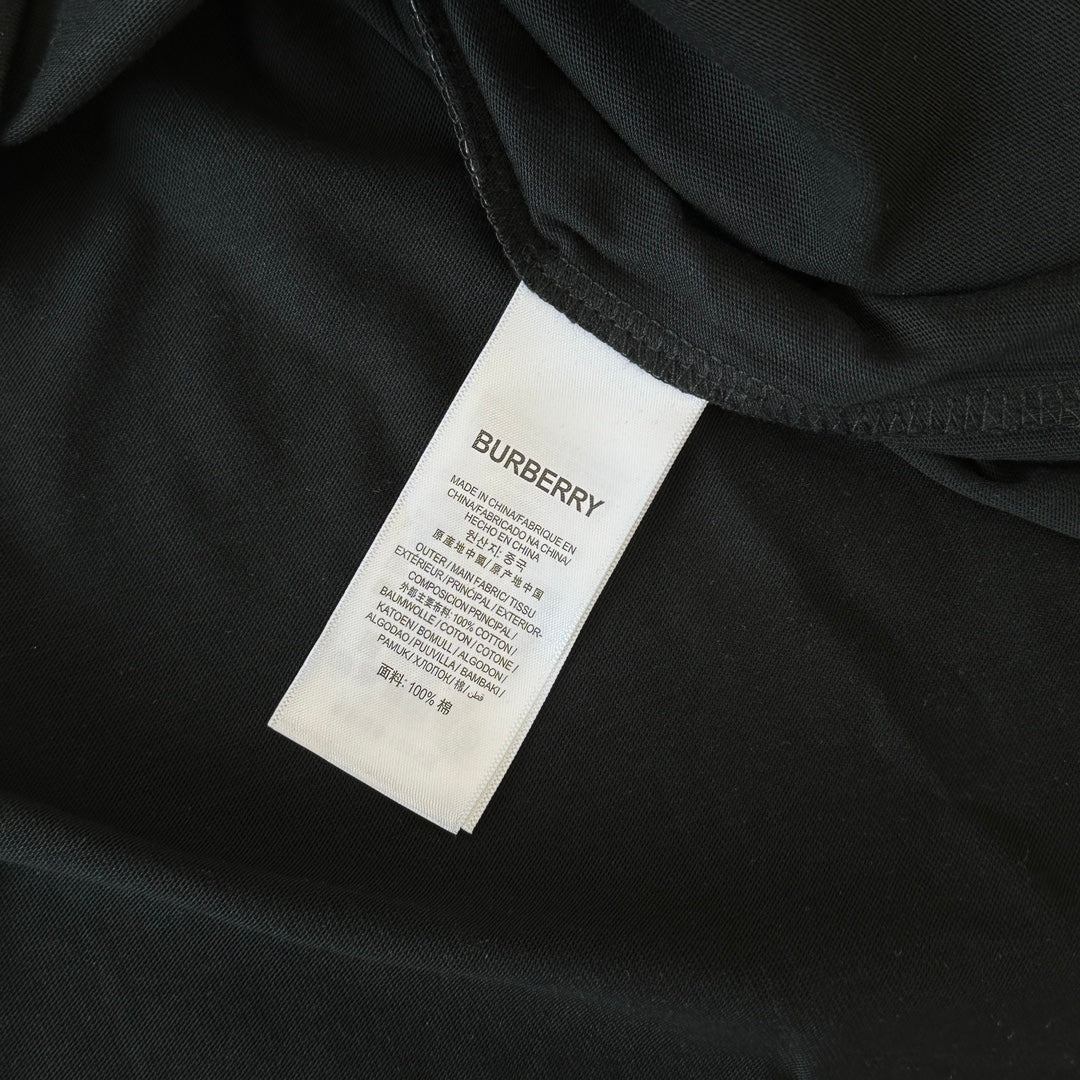 BURBERRY
MADE IN CHINA/FABRIQUE EN
CHINA/FABRICADO NA CHINA/
HECHO EN CHINA
원산지: 중국
原産地中國/原产地中国
OUTER / MAIN FABRIC/ TISSU
EXTÉRIEUR / PRINCIPAL / EXTERIOR-
COMPOSICION PRINCIPAL /
外部主要布料: 100% COTTON /
BAUMWOLLE / COTON / COTONE /
KATOEN / BOMULL / ALGODON /
ALGODAO / PUUVILLA / BAMBAKI /
PAMUK / ХЛОПОК/ 棉/ قطن
面料: 100% 棉